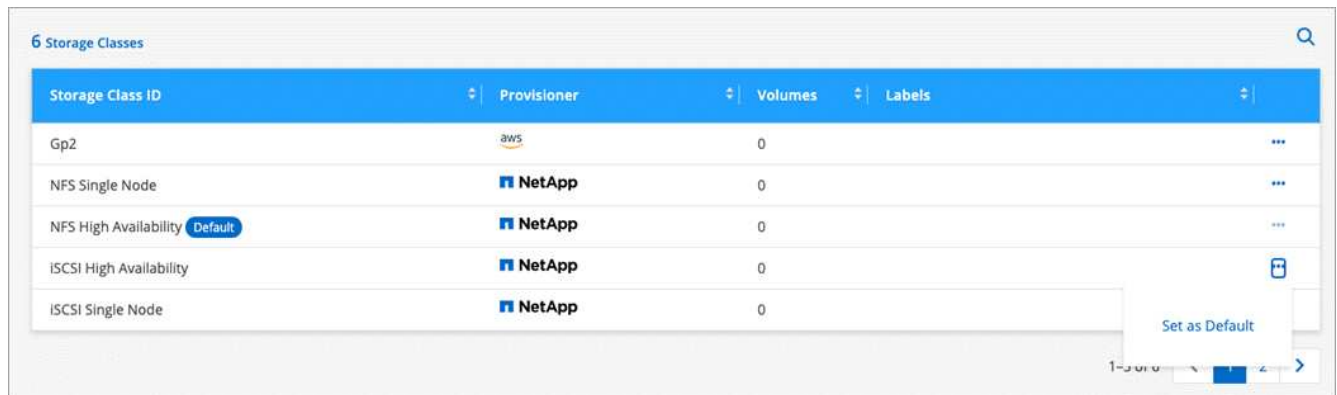 6 Storage Classes
Storage Class ID Provisioner Volumes Labels
Gp2 aws 0
NFS Single Node NetApp 0
NFS High Availability Default NetApp 0
iSCSI High Availability NetApp 0
iSCSI Single Node NetApp 0
Set as Default